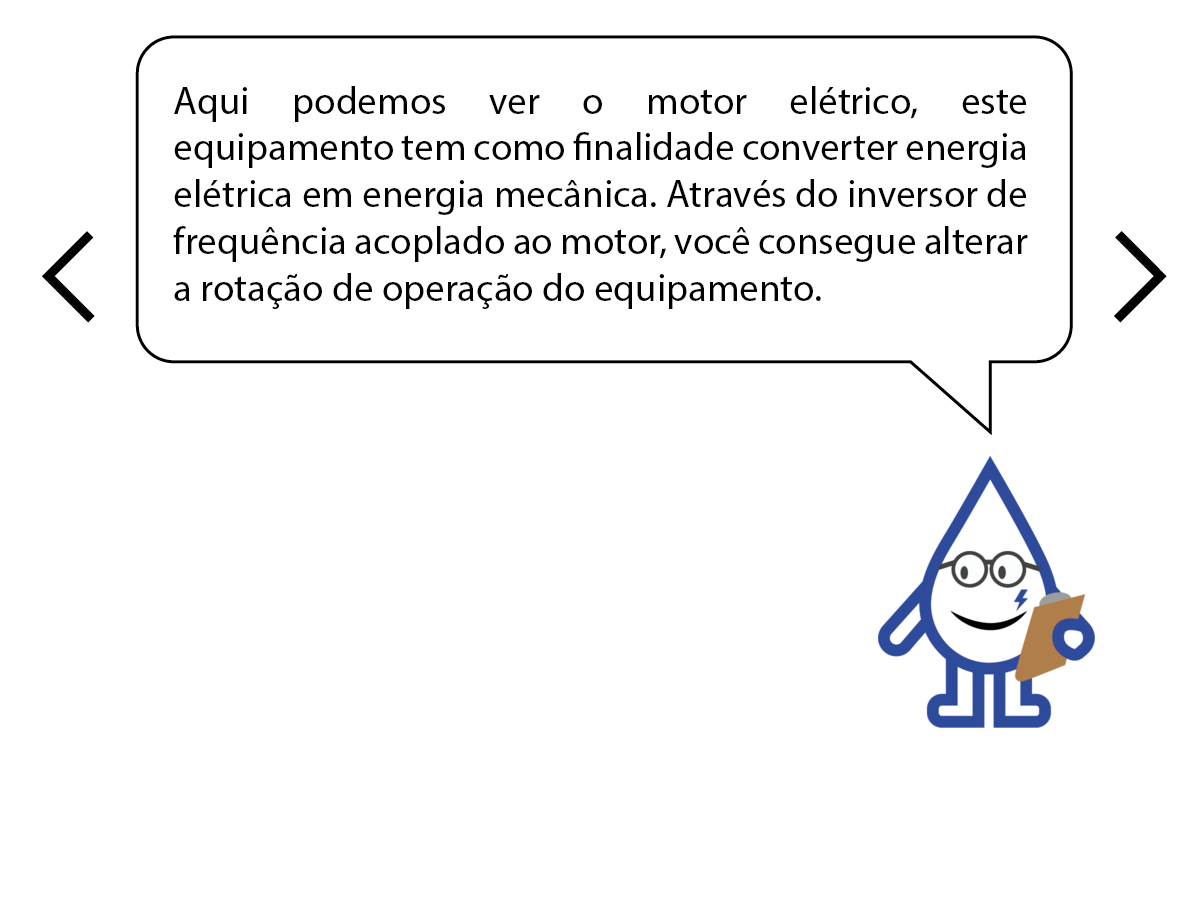 Aqui podemos ver o motor elétrico, este
equipamento tem como finalidade converter energia
elétrica em energia mecânica. Através do inversor de
frequência acoplado ao motor, você consegue alterar
a rotação de operação do equipamento.